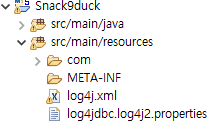 Snack9duck
src/main/java
src/main/resources
com
META-INF
log4j.xml
log4jdbc.log4j2.properties